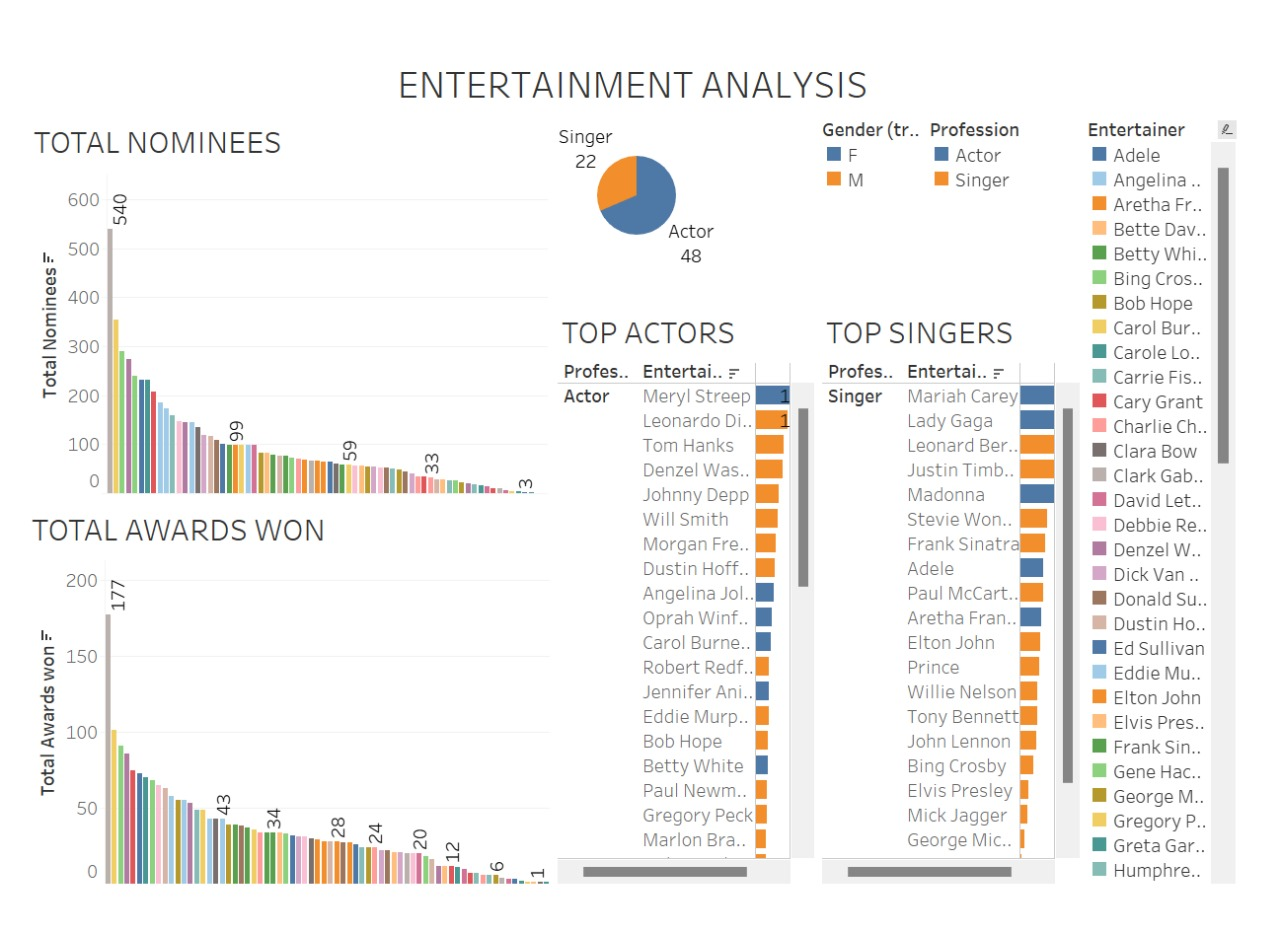 ENTERTAINMENT ANALYSIS
TOTAL NOMINEES
Total Nominees
600
500
400
300
200
100
0
540
99
59
33
3
TOTAL AWARDS WON
Total Awards won
200
150
100
50
0
177
43
34
28
24
20
12
6
1
Singer
22
Actor
48
Gender (tr..
F
M
Profession
Actor
Singer
TOP ACTORS
Profes.. Entertai..
Actor
Meryl Streep 1
Leonardo Di.. 1
Tom Hanks
Denzel Was..
Johnny Depp
Will Smith
Morgan Fre..
Dustin Hoff..
Angelina Jol..
Oprah Winf..
Carol Burne..
Robert Redf..
Jennifer Ani..
Eddie Murp..
Bob Hope
Betty White
Paul Newm..
Gregory Peck
Marlon Bra..
TOP SINGERS
Profes.. Entertai..
Singer
Mariah Carey
Lady Gaga
Leonard Ber..
Justin Timb..
Madonna
Stevie Won..
Frank Sinatra
Adele
Paul McCart..
Aretha Fran..
Elton John
Prince
Willie Nelson
Tony Bennett
John Lennon
Bing Crosby
Elvis Presley
Mick Jagger
George Mic..
Entertainer
Adele
Angelina ..
Aretha Fr..
Bette Dav..
Betty Whi..
Bing Cros..
Bob Hope
Carol Bur..
Carole Lo..
Carrie Fis..
Cary Grant
Charlie Ch..
Clara Bow
Clark Gab..
David Let..
Debbie Re..
Denzel W..
Dick Van ..
Donald Su..
Dustin Ho..
Ed Sullivan
Eddie Mu..
Elton John
Elvis Pres..
Frank Sin..
Gene Hac..
George M..
Gregory P..
Greta Gar..
Humphre..